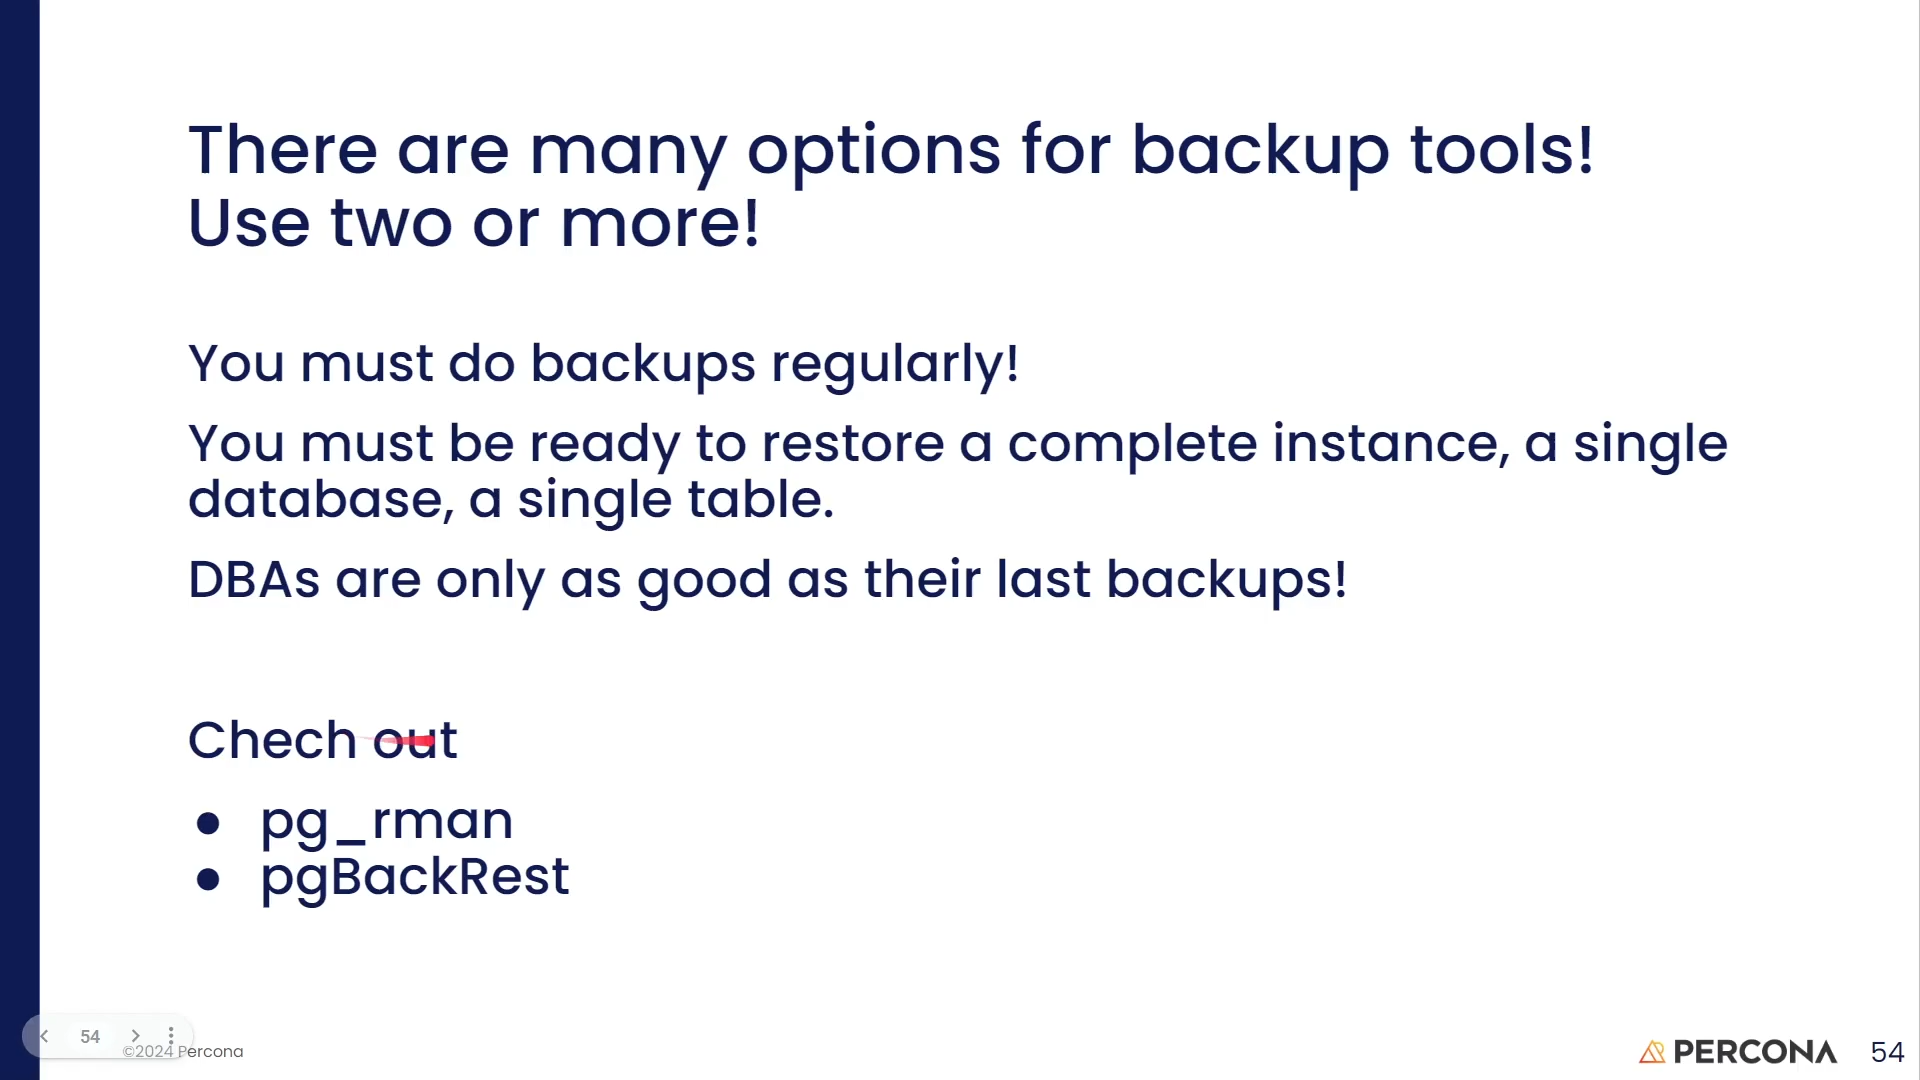 There are many options for backup tools!
Use two or more!
You must do backups regularly!
You must be ready to restore a complete instance, a single
database, a single table.
DBAs are only as good as their last backups!
Chech out
● pg_rman
● pgBackRest
54
©2024 Percona
PERCONA 54